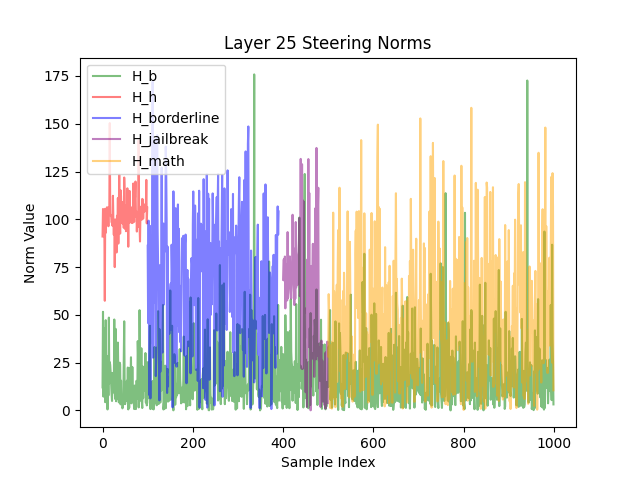 Layer 25 Steering Norms
H_b
H_h
H_borderline
H_jailbreak
H_math
Norm Value
175
150
125
100
75
50
25
0
0 200 400 600 800 1000
Sample Index